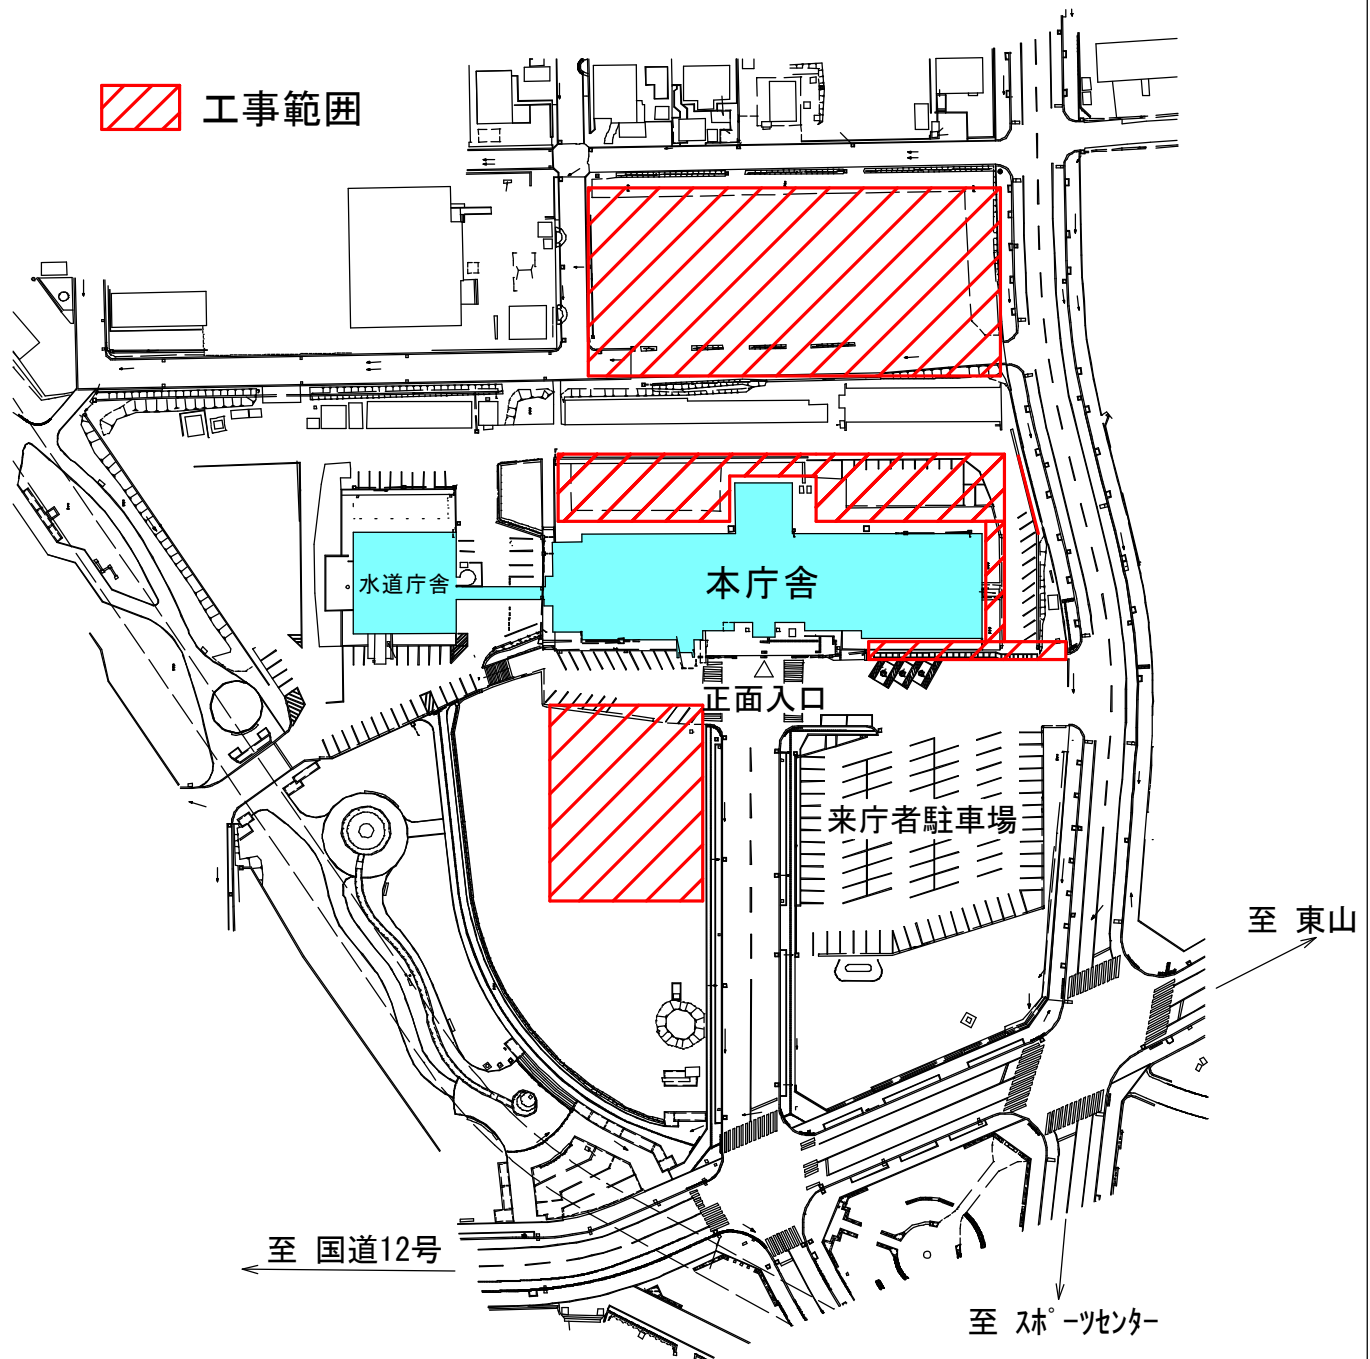 工事範囲
本庁舎
水道庁舎
正面入口
来庁者駐車場
至 東山
至 国道12号
至 ｽﾎﾟｰﾂｾﾝﾀｰ